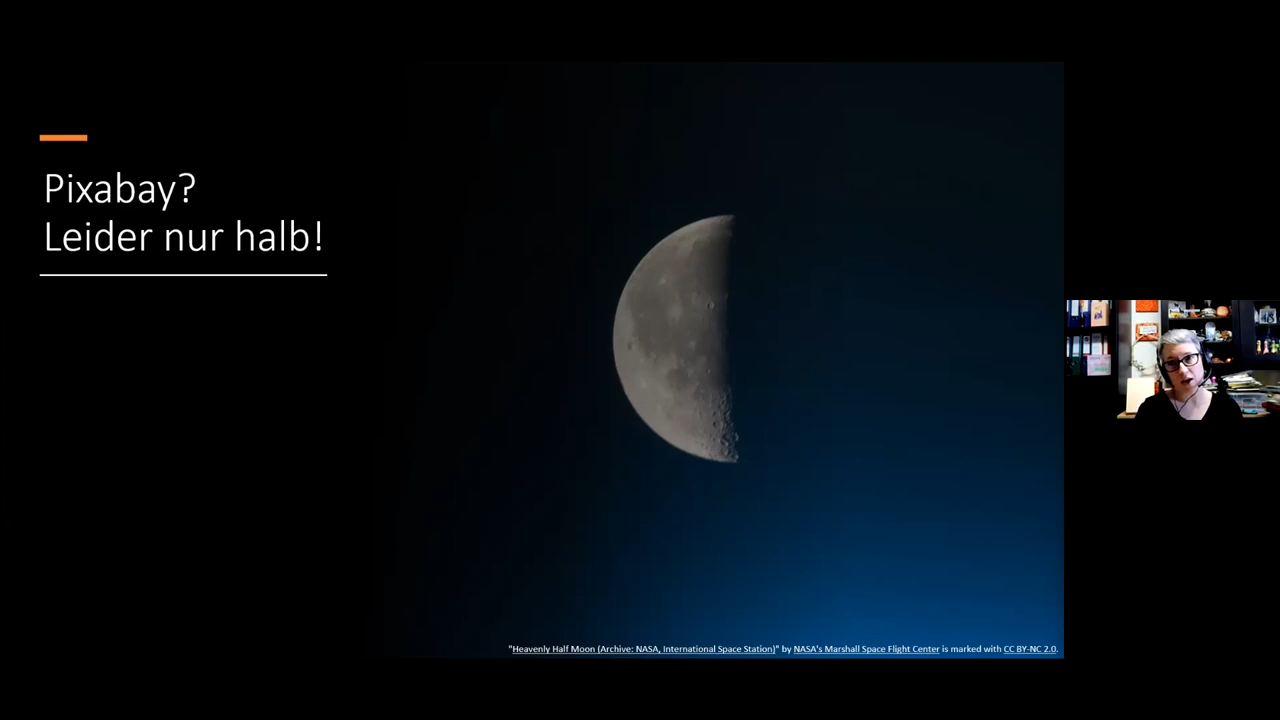 Pixabay?
Leider nur halb!
"Heavenly Half Moon (Archive: NASA, International Space Station)" by NASA's Marshall Space Flight Center is marked with CC BY-NC 2.0.